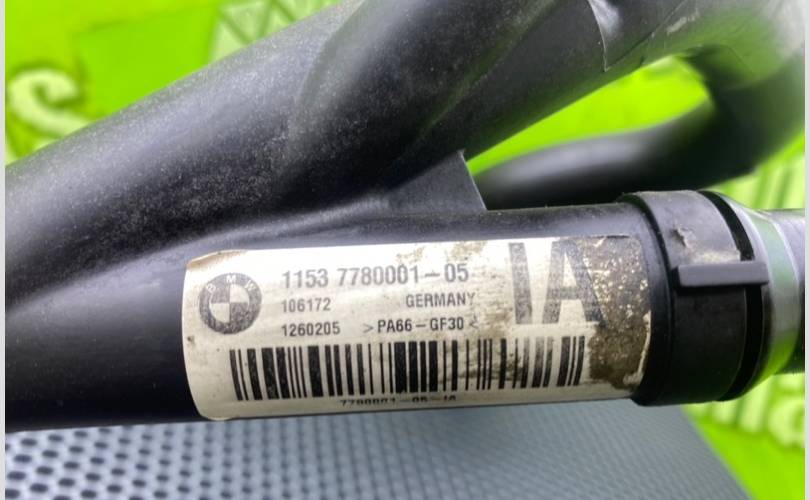 BMW
1153 7780001-05
IA
106172 GERMANY
1260205 >PA66-GF30<
7780001-05-IA